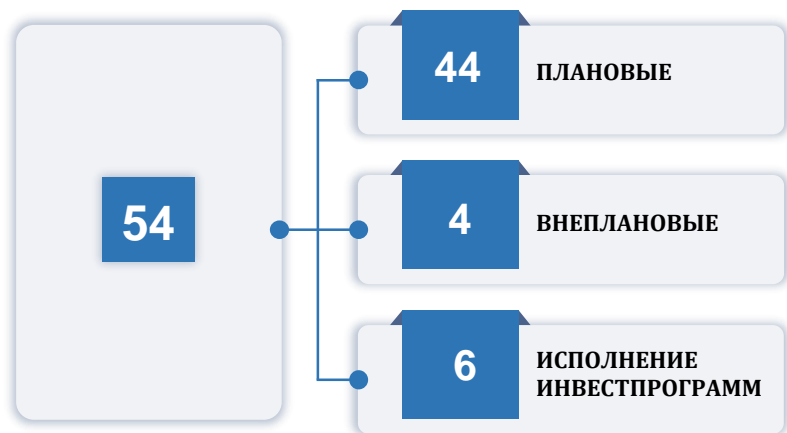 54
44
ПЛАНОВЫЕ
4
ВНЕПЛАНОВЫЕ
6
ИСПОЛНЕНИЕ
ИНВЕСТПРОГРАММ